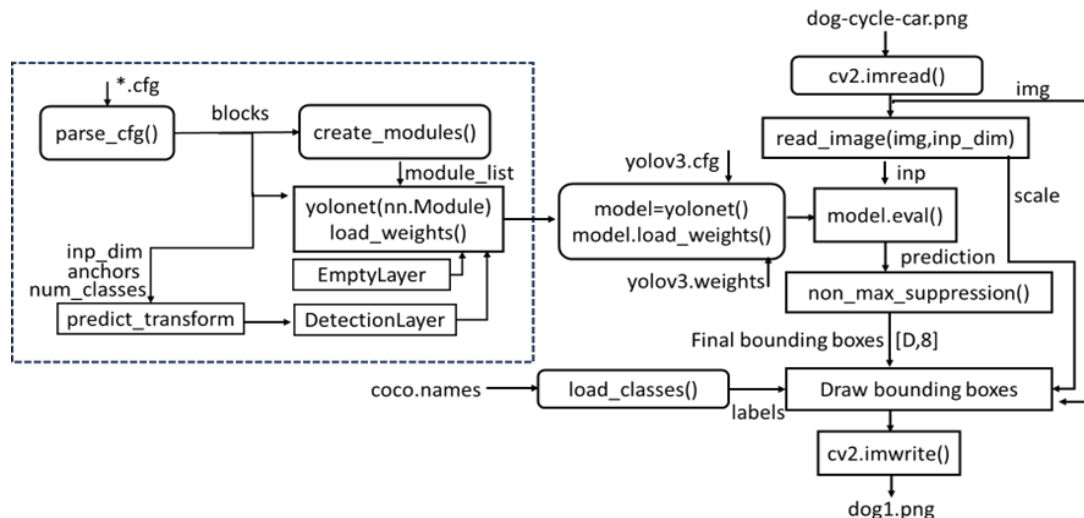 dog-cycle-car.png
cv2.imread()
img
read_image(img,inp_dim)
inp
scale
*.cfg
parse_cfg()
blocks
create_modules()
module_list
yolonet(nn.Module)
load_weights()
EmptyLayer
inp_dim
anchors
num_classes
predict_transform
DetectionLayer
yolov3.cfg
model=yolonet()
model.load_weights()
yolov3.weights
model.eval()
prediction
non_max_suppression()
Final bounding boxes [D,8]
coco.names
load_classes()
labels
Draw bounding boxes
cv2.imwrite()
dog1.png